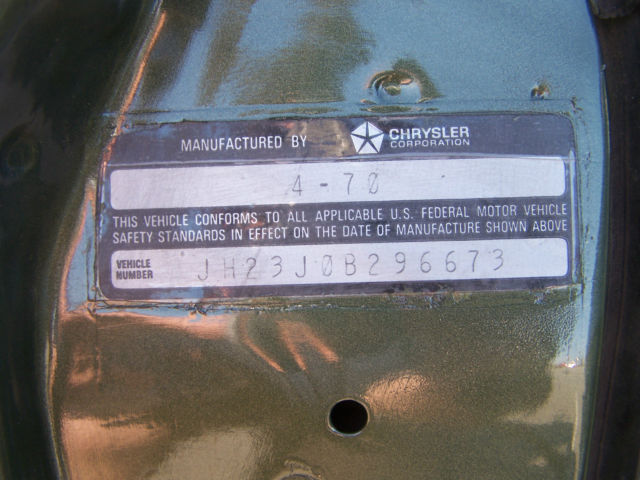 MANUFACTURED BY CHRYSLER CORPORATION
4-70
THIS VEHICLE CONFORMS TO ALL APPLICABLE U.S. FEDERAL MOTOR VEHICLE
SAFETY STANDARDS IN EFFECT ON THE DATE OF MANUFACTURE SHOWN ABOVE
VEHICLE NUMBER JH23J0B296673